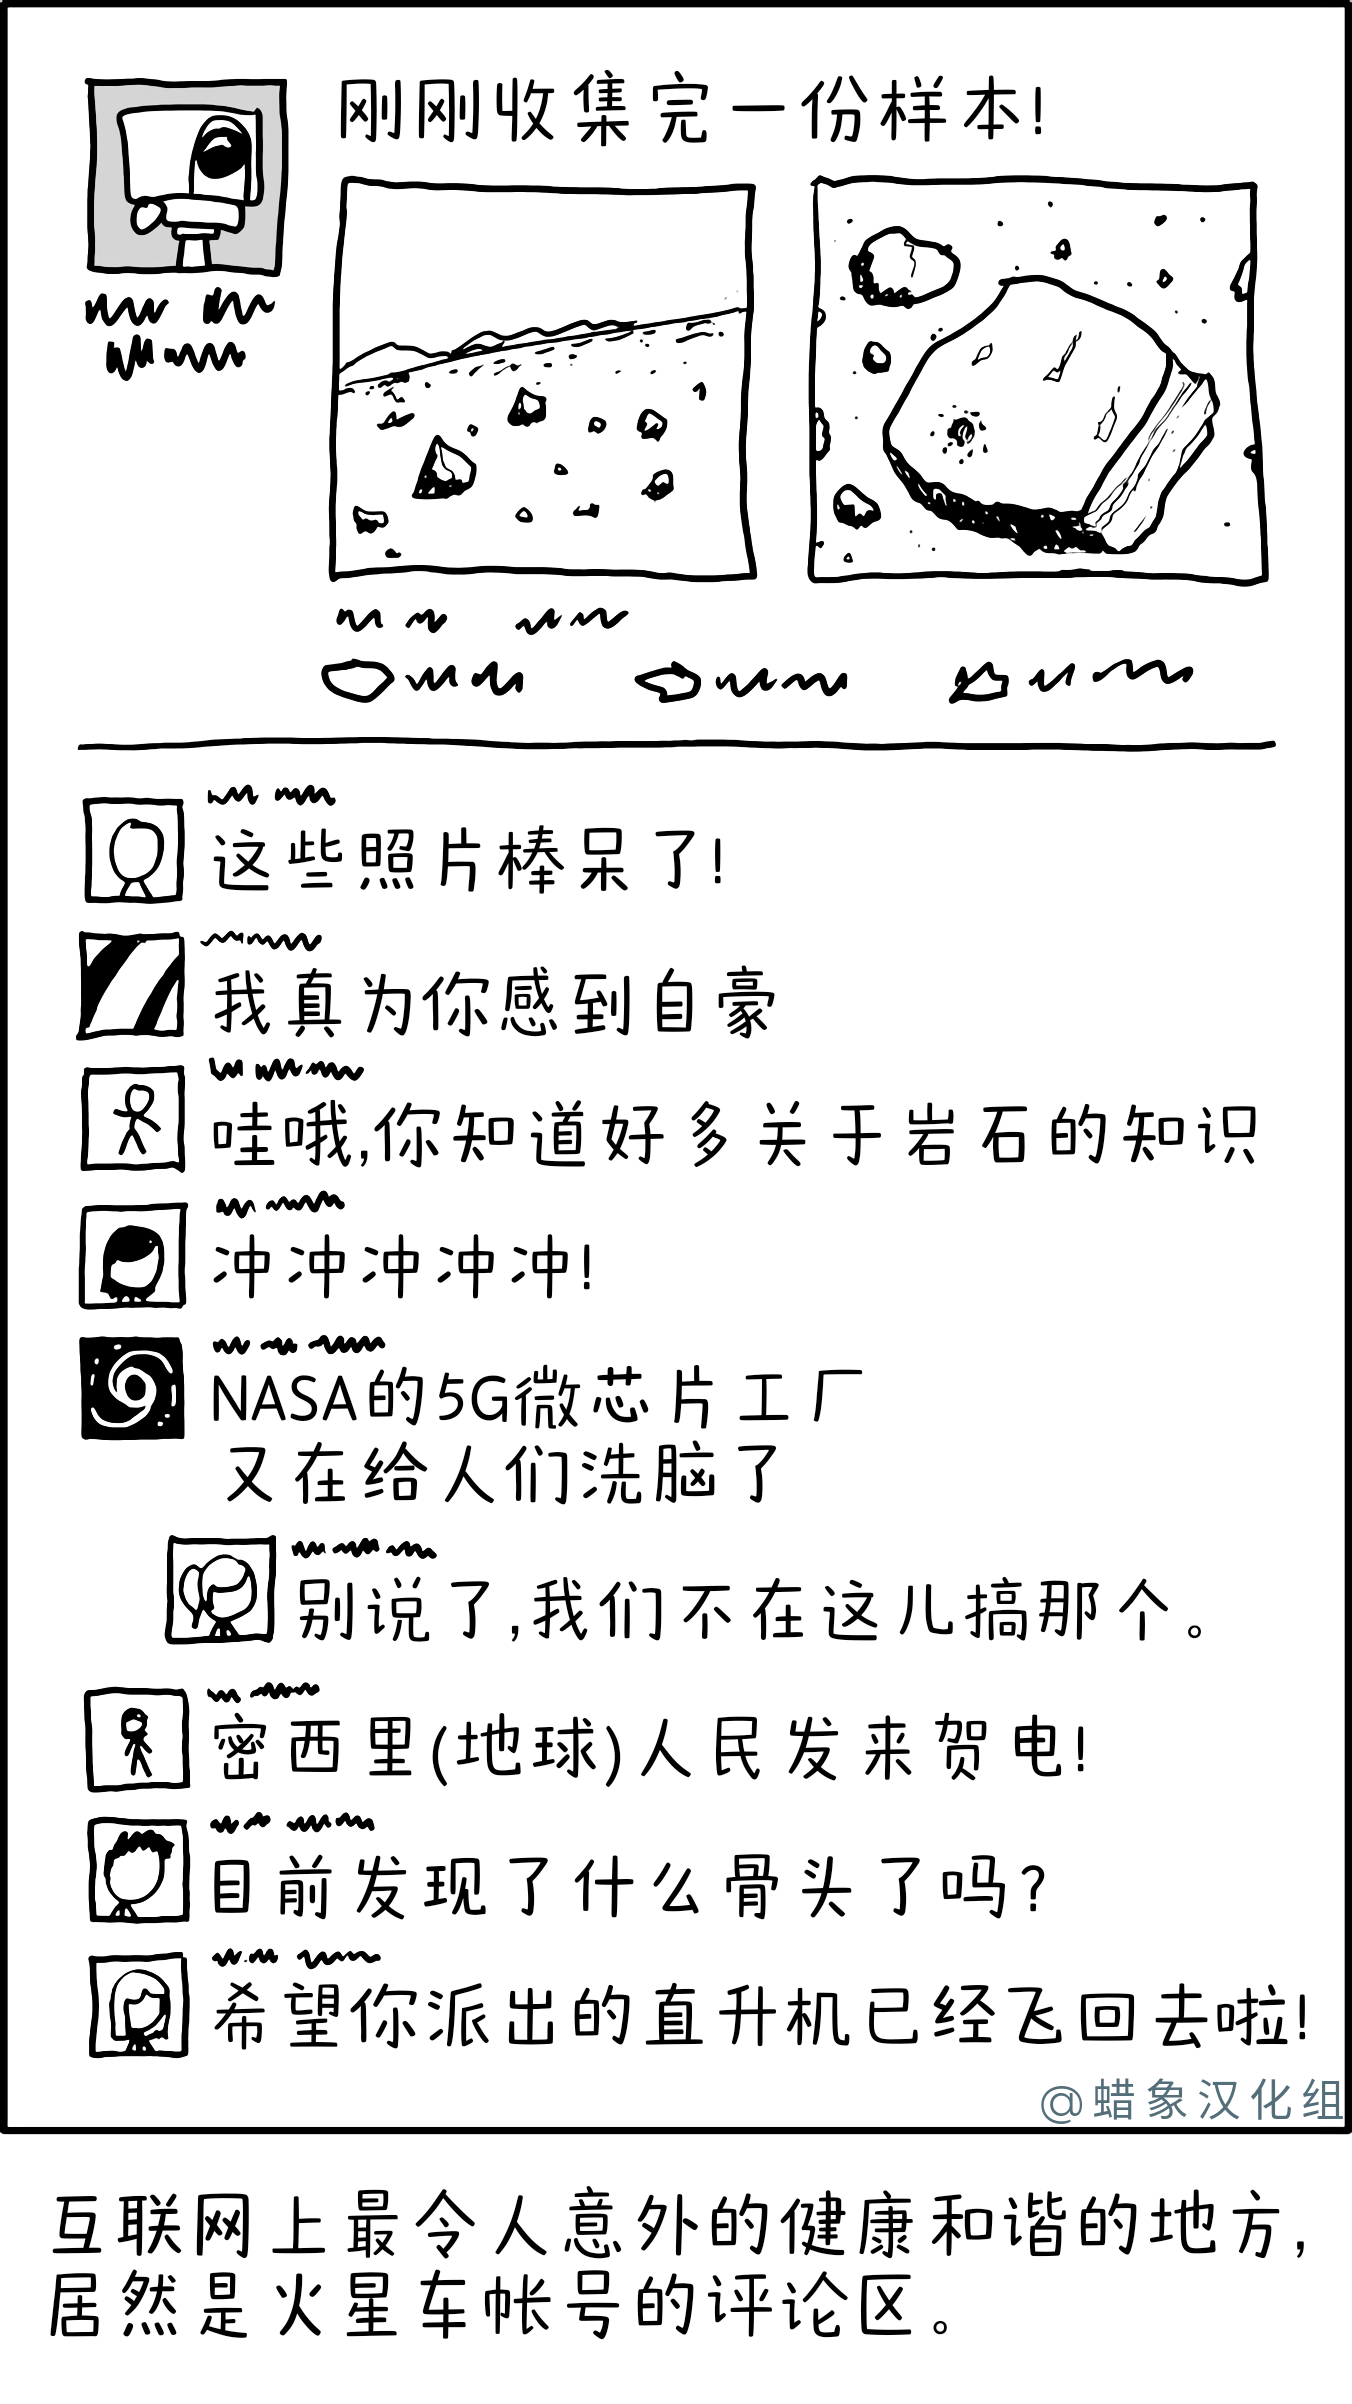 刚刚收集完一份样本!
这些照片棒呆了!
我真为你感到自豪
哇哦,你知道好多关于岩石的知识
冲冲冲冲冲!
NASA的5G微芯片工厂
又在给人们洗脑了
别说了,我们不在这儿搞那个。
密西里(地球)人民发来贺电!
目前发现了什么骨头了吗?
希望你派出的直升机已经飞回去啦!
@蜡象汉化组
互联网上最令人意外的健康和谐的地方,
居然是火星车帐号的评论区。